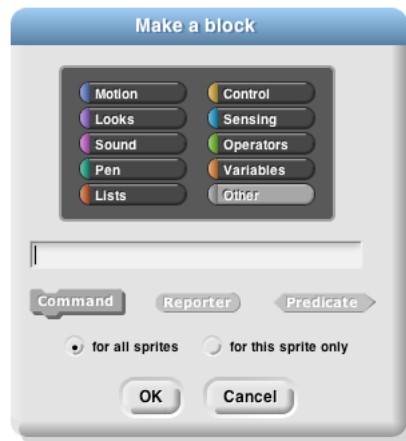 Make a block
Motion Control
Looks Sensing
Sound Operators
Pen Variables
Lists Other
Command Reporter Predicate
for all sprites for this sprite only
OK Cancel